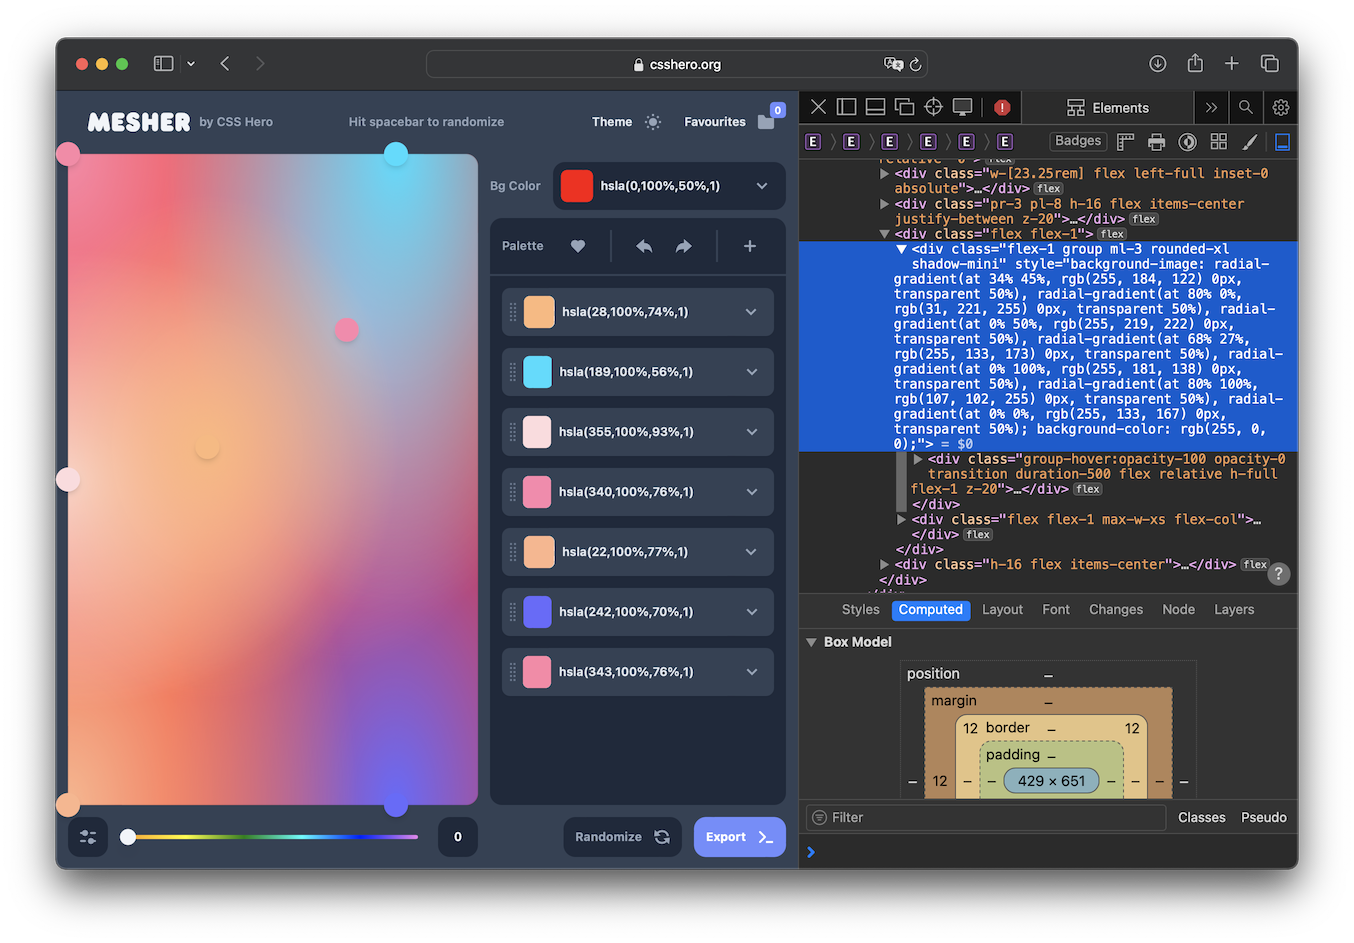 csshero.org
MESHER by CSS Hero
Hit spacebar to randomize
Theme
Favourites
0
Bg Color
hsla(0,100%,50%,1)
Palette
hsla(28,100%,74%,1)
hsla(189,100%,56%,1)
hsla(355,100%,93%,1)
hsla(340,100%,76%,1)
hsla(22,100%,77%,1)
hsla(242,100%,70%,1)
hsla(343,100%,76%,1)
0
Randomize
Export
Elements
E E E E E E
Badges
flex
<div class="w-[23.25rem] flex left-full inset-0
absolute">…</div> flex
<div class="pr-3 pl-8 h-16 flex items-center
justify-between z-20">…</div> flex
<div class="flex flex-1"> flex
<div class="flex-1 group ml-3 rounded-xl
shadow-mini" style="background-image: radial-
gradient(at 34% 45%, rgb(255, 184, 122) 0px,
transparent 50%), radial-gradient(at 80% 0%,
rgb(31, 221, 255) 0px, transparent 50%), radial-
gradient(at 0% 50%, rgb(255, 219, 222) 0px,
transparent 50%), radial-gradient(at 68% 27%,
rgb(255, 133, 173) 0px, transparent 50%), radial-
gradient(at 0% 100%, rgb(255, 181, 138) 0px,
transparent 50%), radial-gradient(at 80% 100%,
rgb(107, 102, 255) 0px, transparent 50%), radial-
gradient(at 0% 0%, rgb(255, 133, 167) 0px,
transparent 50%); background-color: rgb(255, 0,
0);"> = $0
<div class="group-hover:opacity-100 opacity-0
transition duration-500 flex relative h-full
flex-1 z-20">…</div> flex
</div>
<div class="flex flex-1 max-w-xs flex-col">…
</div> flex
</div>
<div class="h-16 flex items-center">…</div> flex
</div>
?
Styles Computed Layout Font Changes Node Layers
Box Model
position –
margin –
12 border – 12
padding –
– 12 – – 429 × 651 – – – –
Filter
Classes
Pseudo